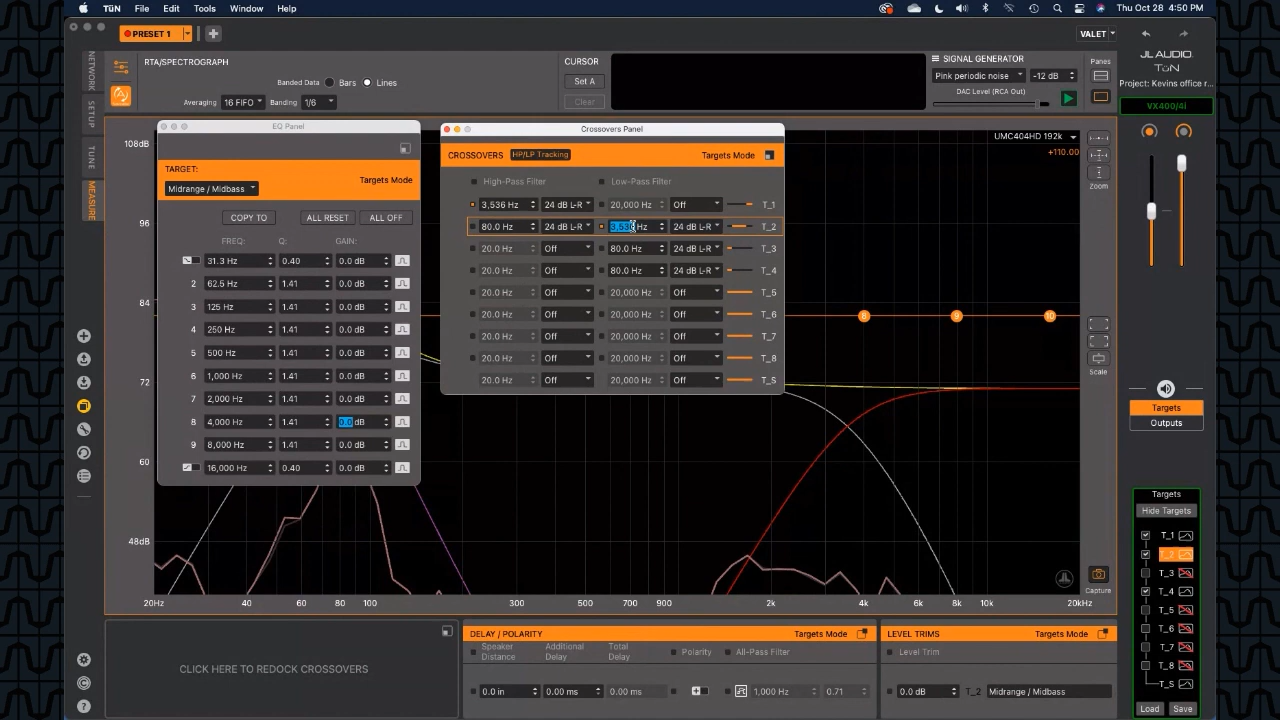 TüN File Edit Tools Window Help Thu Oct 28 4:50 PM
PRESET 1 VALET
NETWORK
SETUP
TUNE
MEASURE
RTA/SPECTROGRAPH
Banded Data Bars Lines
Averaging 16 FIFO Banding 1/6
CURSOR
Set A
Clear
SIGNAL GENERATOR
Pink periodic noise -12 dB
DAC Level (RCA Out)
Panes
JL AUDIO
TüN
Project: Kevins office r...
VX400/4i
EQ Panel
TARGET:
Targets Mode
Midrange / Midbass
COPY TO ALL RESET ALL OFF
FREQ: Q: GAIN:
31.3 Hz 0.40 0.0 dB
2 62.5 Hz 1.41 0.0 dB
3 125 Hz 1.41 0.0 dB
4 250 Hz 1.41 0.0 dB
5 500 Hz 1.41 0.0 dB
6 1,000 Hz 1.41 0.0 dB
7 2,000 Hz 1.41 0.0 dB
8 4,000 Hz 1.41 0.0 dB
9 8,000 Hz 1.41 0.0 dB
16,000 Hz 0.40 0.0 dB
Crossovers Panel
CROSSOVERS HP/LP Tracking Targets Mode
High-Pass Filter Low-Pass Filter
3,536 Hz 24 dB L-R 20,000 Hz Off T_1
80.0 Hz 24 dB L-R Hz 24 dB L-R T_2
20.0 Hz Off 80.0 Hz 24 dB L-R T_3
20.0 Hz Off 80.0 Hz 24 dB L-R T_4
20.0 Hz Off 20,000 Hz Off T_5
20.0 Hz Off 20,000 Hz Off T_6
20.0 Hz Off 20,000 Hz Off T_7
20.0 Hz Off 20,000 Hz Off T_8
20.0 Hz Off 20,000 Hz Off T_S
UMC404HD 192k
+110.00
Zoom
Scale
Capture
108dB
96
84
72
60
48dB
8 9 10
20Hz 40 60 80 100 300 500 700 900 2k 4k 6k 8k 10k 20kHz
Targets
Outputs
Targets
Hide Targets
T_1
T_2
T_3
T_4
T_5
T_6
T_7
T_8
T_S
Load Save
CLICK HERE TO REDOCK CROSSOVERS
DELAY / POLARITY Targets Mode
Speaker Distance Additional Delay Total Delay Polarity All-Pass Filter
0.0 in 0.00 ms 0.00 ms 1,000 Hz 0.71
LEVEL TRIMS Targets Mode
Level Trim
0.0 dB T_2 Midrange / Midbass